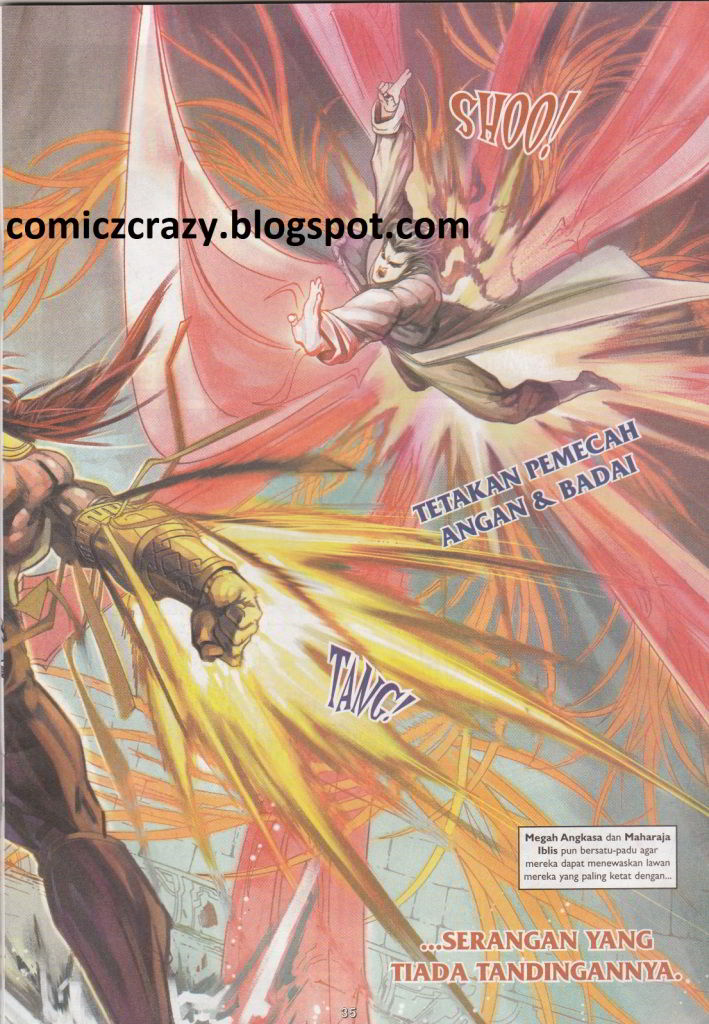 SHOO!
comiczcrazy.blogspot.com
TETAKAN PEMECAH
ANGAN & BADAI
TANG!
Megah Angkasa dan Maharaja
Iblis pun bersatu-padu agar
mereka dapat menewaskan lawan
mereka yang paling ketat dengan...
...SERANGAN YANG
TIADA TANDINGANNYA.
35